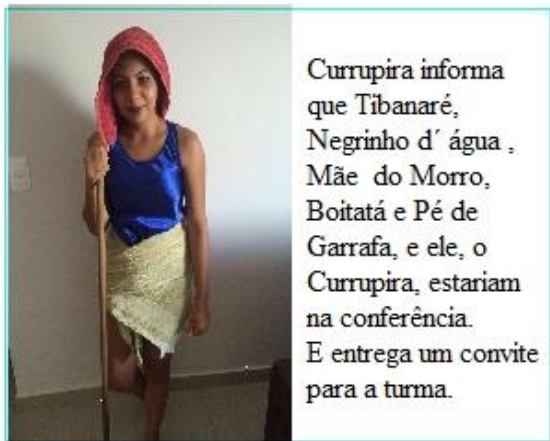 Currupira informa
que Tibanaré,
Negrinho d´ água ,
Mãe do Morro,
Boitatá e Pé de
Garrafa, e ele, o
Currupira, estariam
na conferência.
E entrega um convite
para a turma.